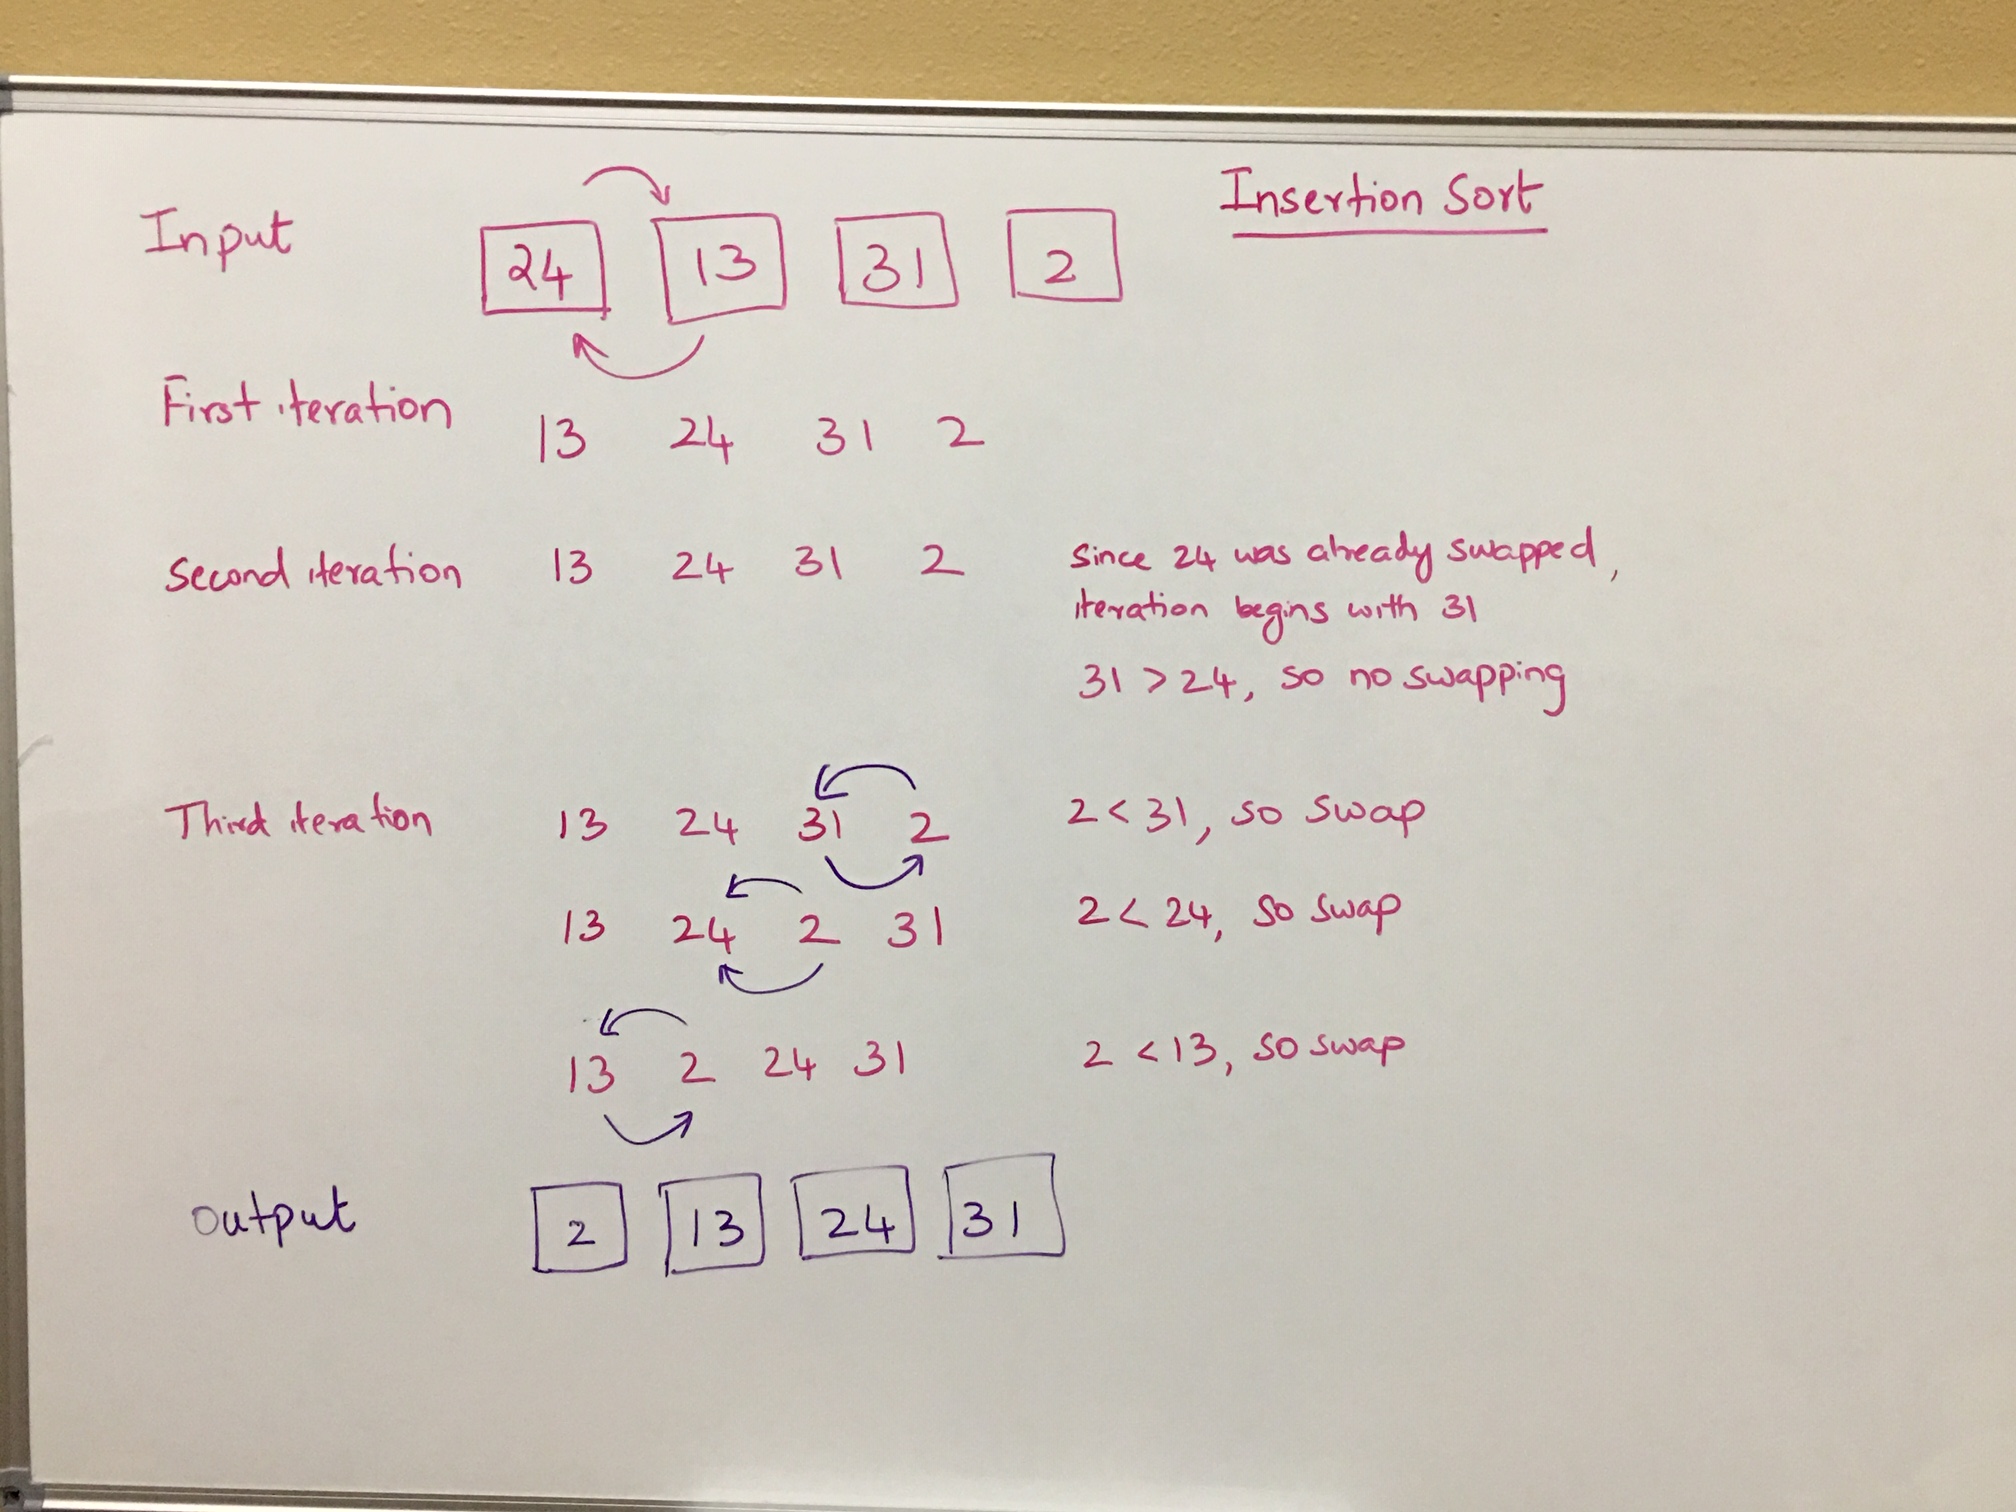 Insertion Sort
Input 24 13 31 2
First iteration 13 24 31 2
Second iteration 13 24 31 2
Since 24 was already swapped,
iteration begins with 31
31 > 24, so no swapping
Third iteration 13 24 31 2 2 < 31, so swap
13 24 2 31 2 < 24, so swap
13 2 24 31 2 < 13, so swap
Output 2 13 24 31